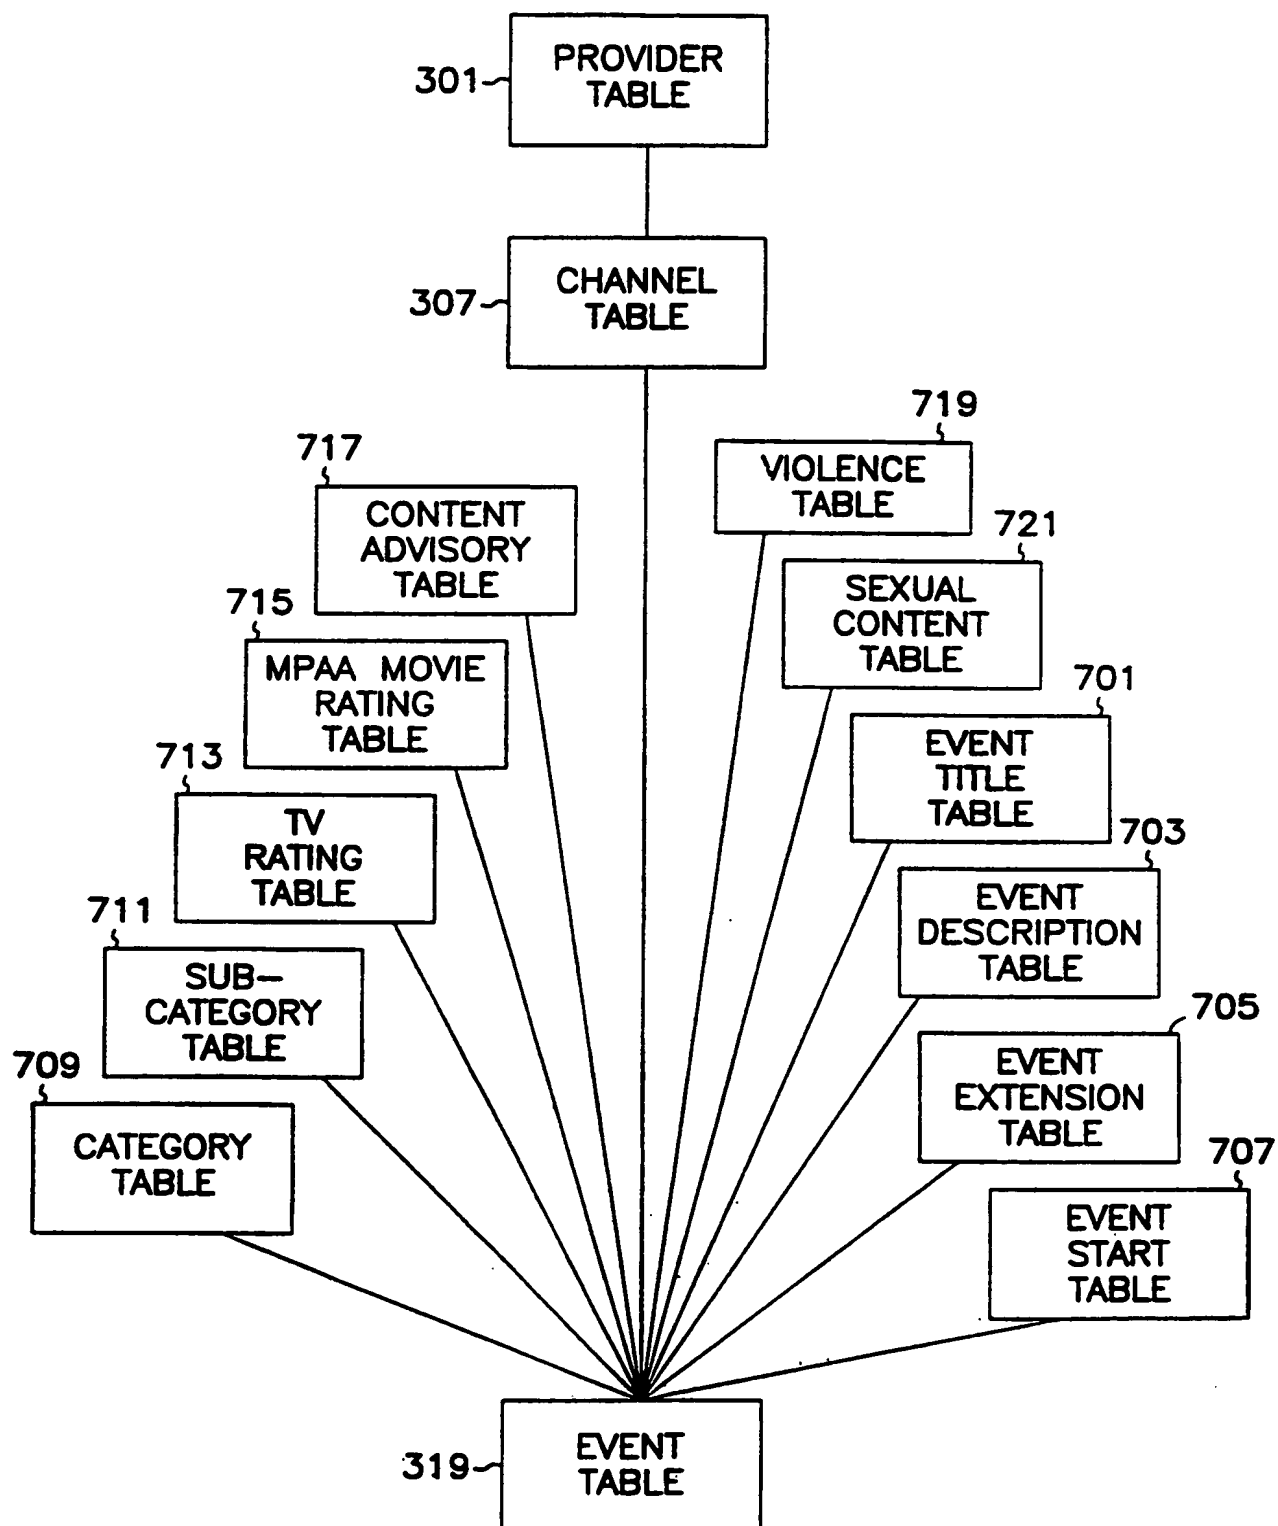 PROVIDER
TABLE
301
CHANNEL
TABLE
307
719
VIOLENCE
TABLE
717
CONTENT
ADVISORY
TABLE
721
SEXUAL
CONTENT
TABLE
715
MPAA MOVIE
RATING
TABLE
701
EVENT
TITLE
TABLE
713
TV
RATING
TABLE
703
EVENT
DESCRIPTION
TABLE
711
SUB-
CATEGORY
TABLE
705
EVENT
EXTENSION
TABLE
709
CATEGORY
TABLE
707
EVENT
START
TABLE
319
EVENT
TABLE